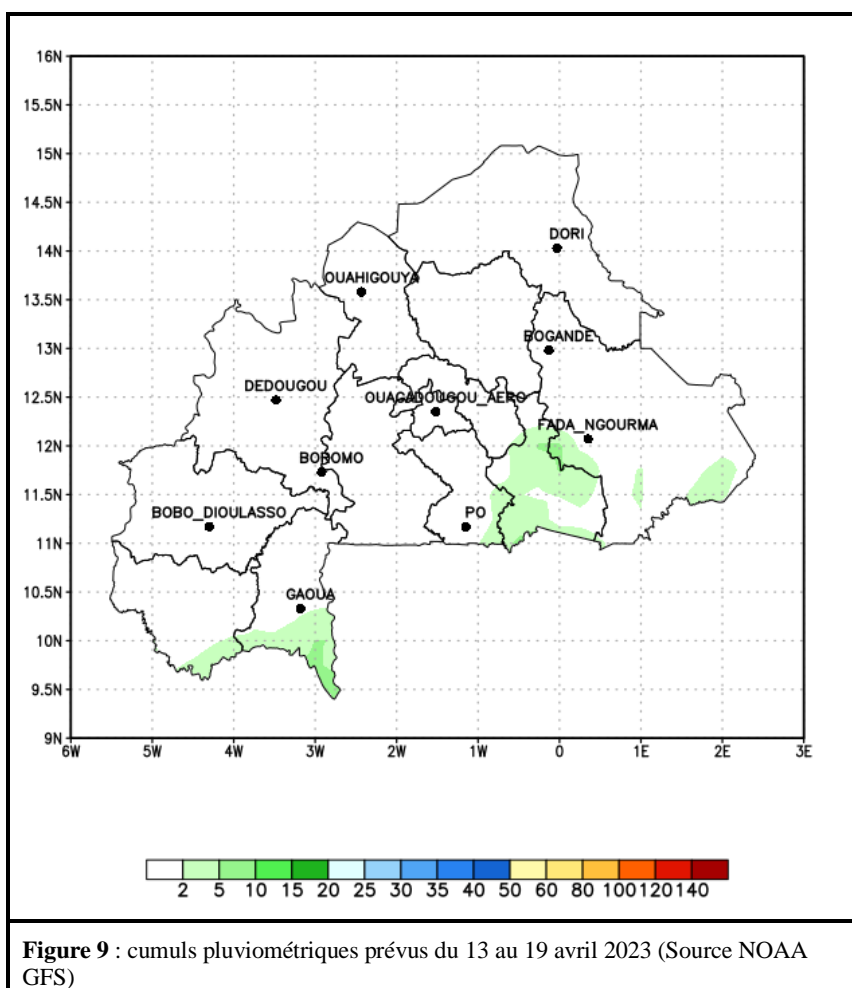 16N
15.5N
15N
14.5N
14N
13.5N
13N
12.5N
12N
11.5N
11N
10.5N
10N
9.5N
9N
DORI
OUAHIGOUYA
BOGANDE
DEDOUGOU
OUAGADOUGOU_AERO
FADA_NGOURMA
BOROMO
BOBO_DIOULASSO
PO
GAOUA
6W 5W 4W 3W 2W 1W 0 1E 2E 3E
2 5 10 15 20 25 30 35 40 50 60 80 100 120 140
Figure 9 : cumuls pluviométriques prévus du 13 au 19 avril 2023 (Source NOAA
GFS)